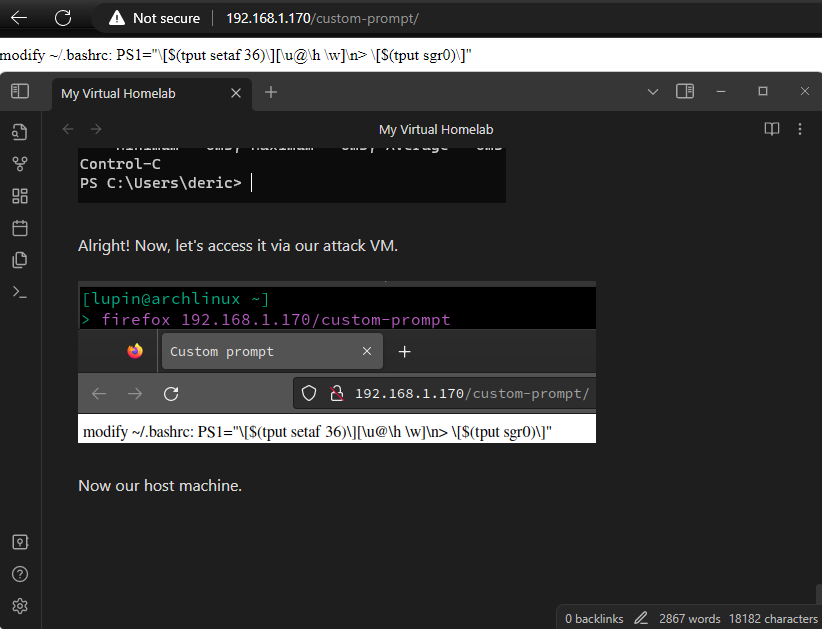 Not secure 192.168.1.170/custom-prompt/
modify ~/.bashrc: PS1="\[$(tput setaf 36)\][\u@\h \w]\n> \[$(tput sgr0)\]"
My Virtual Homelab
My Virtual Homelab
Control-C
PS C:\Users\deric>
Alright! Now, let's access it via our attack VM.
[lupin@archlinux ~]
> firefox 192.168.1.170/custom-prompt
Custom prompt
192.168.1.170/custom-prompt/
modify ~/.bashrc: PS1="\[$(tput setaf 36)\][\u@\h \w]\n> \[$(tput sgr0)\]"
Now our host machine.
0 backlinks 2867 words 18182 characters